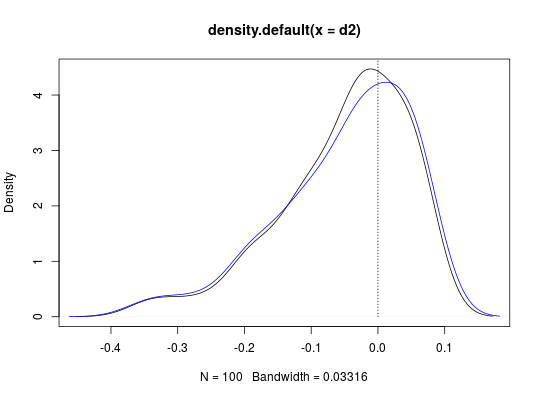 density.default(x = d2)
Density
4
3
2
1
0
-0.4 -0.3 -0.2 -0.1 0.0 0.1
N = 100 Bandwidth = 0.03316